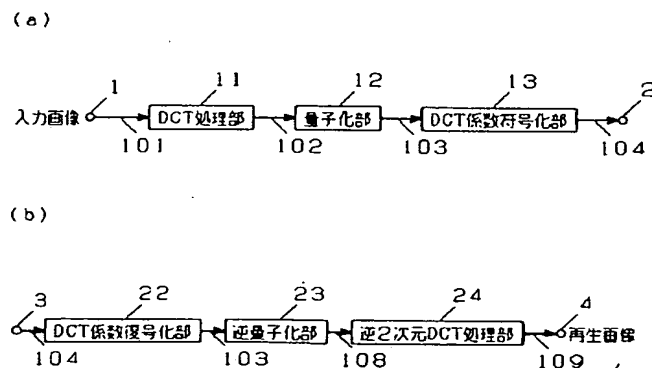 (a)
1 11 12 13 2
入力画像 DCT処理部 量子化部 DCT係数符号化部
101 102 103 104
(b)
3 22 23 24 4
DCT係数復号化部 逆量子化部 逆2次元DCT処理部 再生画像
104 103 108 109